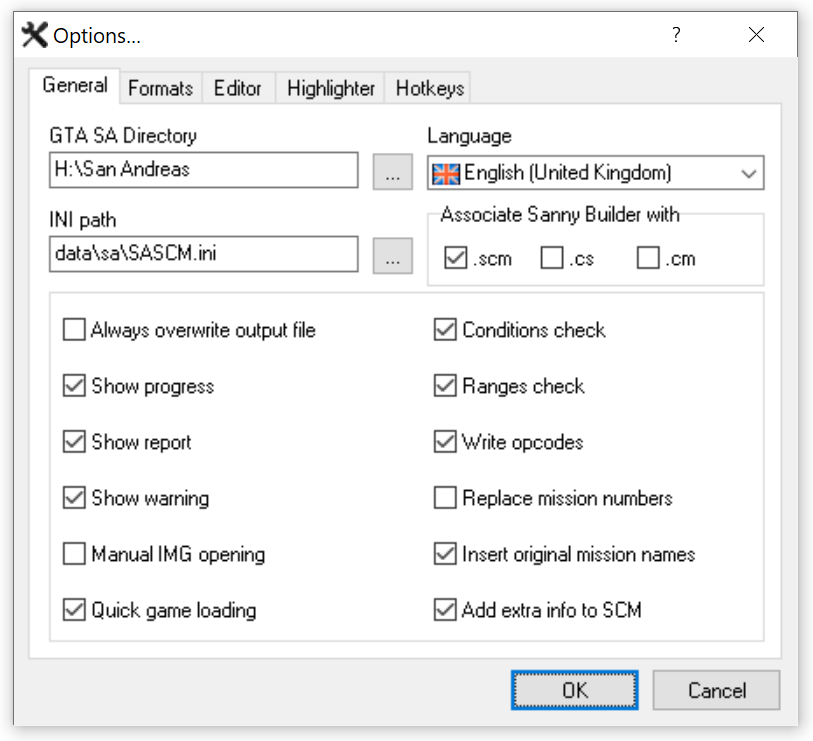 Options...
?
General
Formats
Editor
Highlighter
Hotkeys
GTA SA Directory
H:\San Andreas
...
INI path
data\sa\SASCM.ini
...
Language
English (United Kingdom)
Associate Sanny Builder with
.scm
.cs
.cm
Always overwrite output file
Show progress
Show report
Show warning
Manual IMG opening
Quick game loading
Conditions check
Ranges check
Write opcodes
Replace mission numbers
Insert original mission names
Add extra info to SCM
OK
Cancel